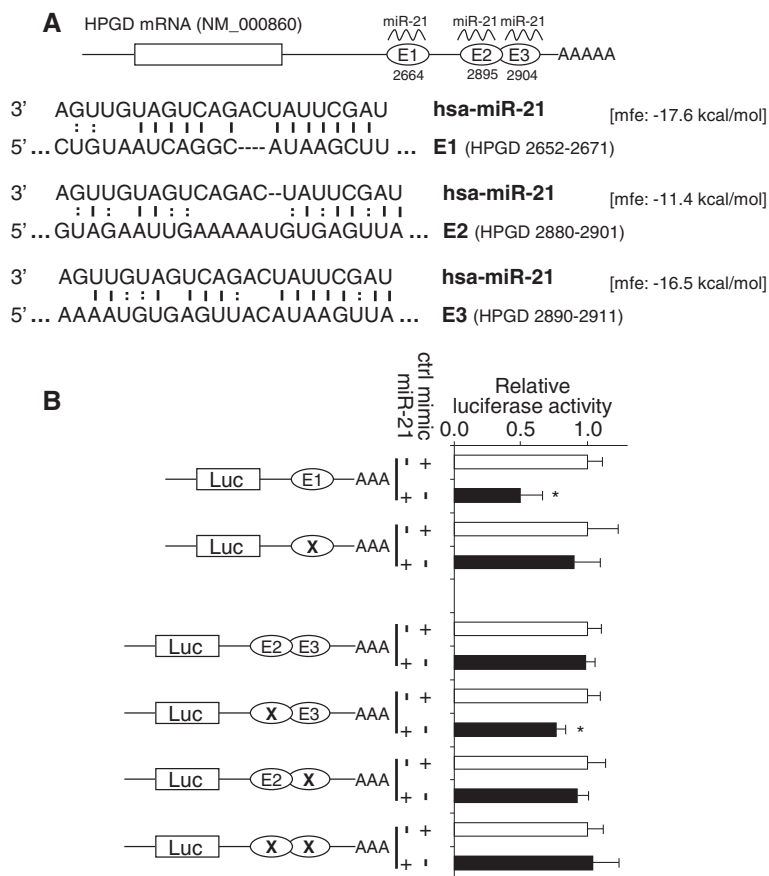 A
HPGD mRNA (NM_000860)
miR-21 miR-21 miR-21
E1 E2 E3 AAAAA
2664 2895 2904
3’ AGUUGUAGUCAGACUAUUCGAU hsa-miR-21 [mfe: -17.6 kcal/mol]
5’ ... CUGUAAUCAGGC----AUAAGCUU ... E1 (HPGD 2652-2671)
3’ AGUUGUAGUCAGAC--UAUUCGAU hsa-miR-21 [mfe: -11.4 kcal/mol]
5’ ... GUAGAAUUGAAAAAUGUGAGUUA ... E2 (HPGD 2880-2901)
3’ AGUUGUAGUCAGACUAUUCGAU hsa-miR-21 [mfe: -16.5 kcal/mol]
5’ ... AAAAUGUGAGUUACAUAAGUUA ... E3 (HPGD 2890-2911)
B
ctrl mimic
miR-21
Relative
luciferase activity
0.0 0.5 1.0
Luc E1 AAA - +
+ - *
Luc X AAA - +
+ -
Luc E2 E3 AAA - +
+ -
Luc X E3 AAA - +
+ - *
Luc E2 X AAA - +
+ -
Luc X X AAA - +
+ -